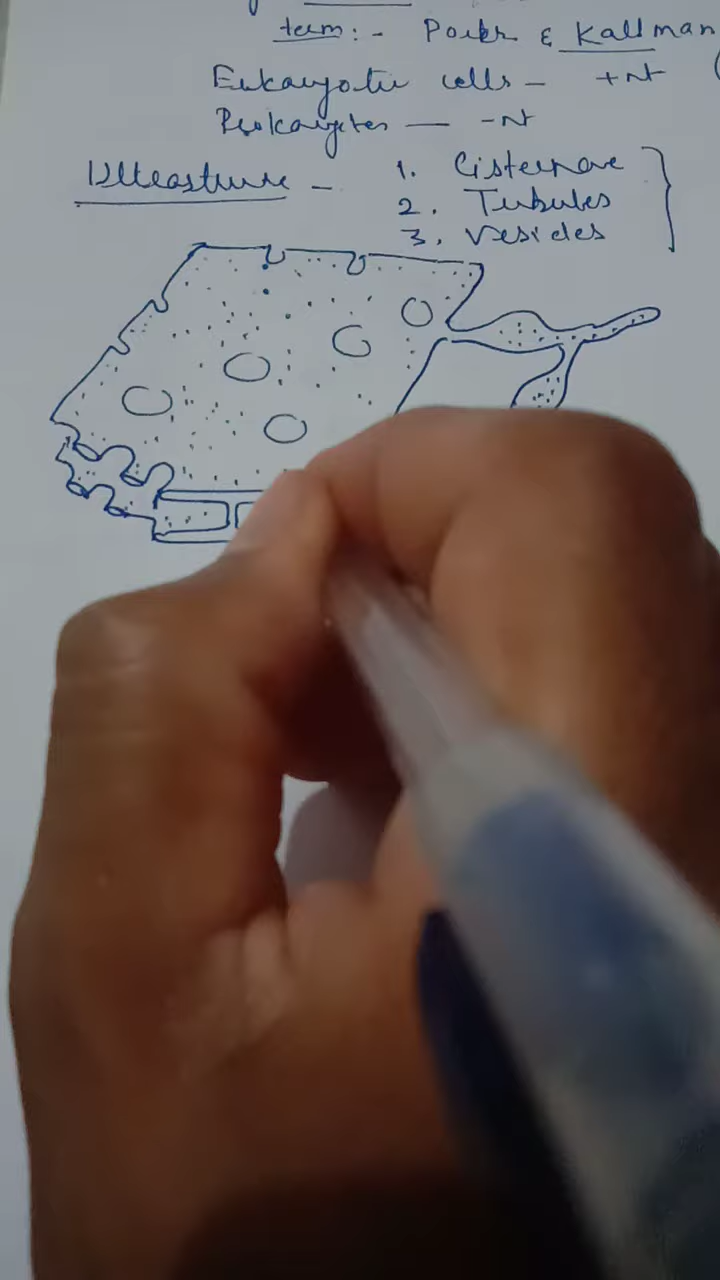 term:- Porter & Kallman
Eukaryotic cells - +nt
Prokaryotes — -nt
Ultrastructure - 1. Cisternae
2. Tubules
3. Vesicles